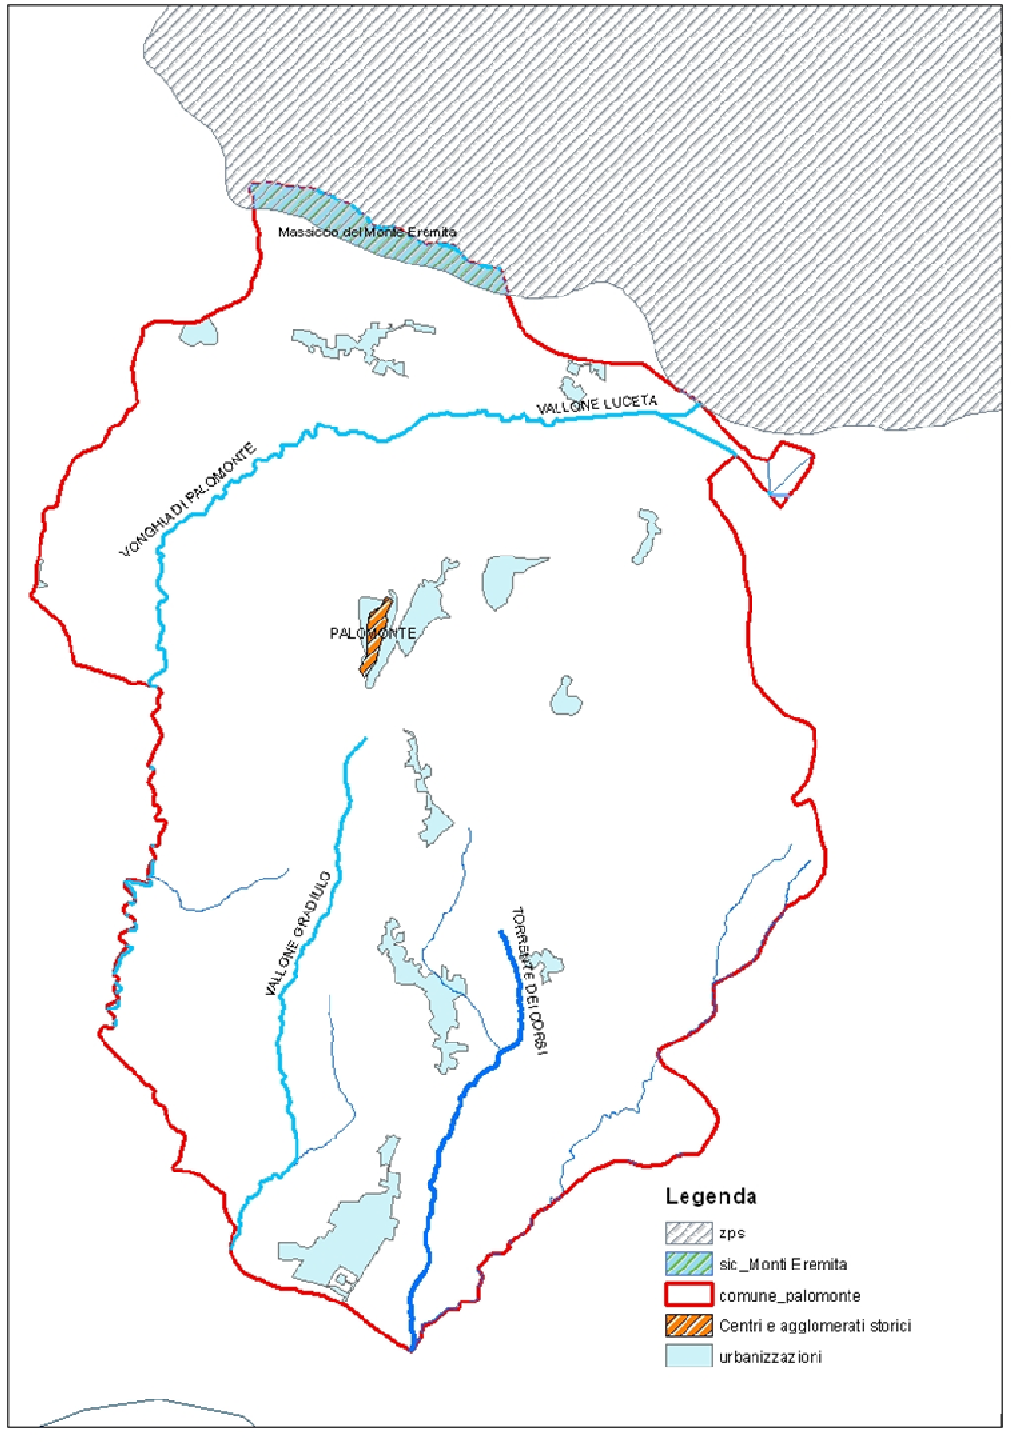 Massiccio del Monte Eremita
VALLONE LUCETA
VONGHIA DI PALOMONTE
PALOMONTE
VALLONE GRADIULO
TORRENTE DEI CORSI
Legenda
zps
sic_Monti Eremita
comune_palomonte
Centri e agglomerati storici
urbanizzazioni